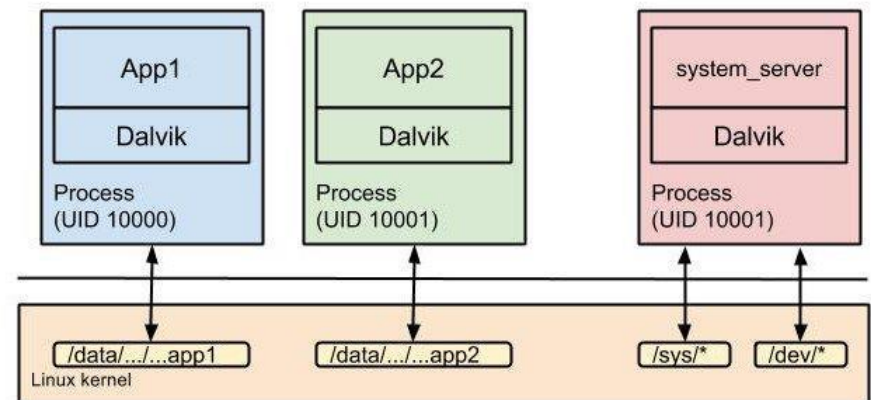 App1
Dalvik
Process
(UID 10000)
App2
Dalvik
Process
(UID 10001)
system_server
Dalvik
Process
(UID 10001)
/data/.../...app1
/data/.../...app2
/sys/*
/dev/*
Linux kernel